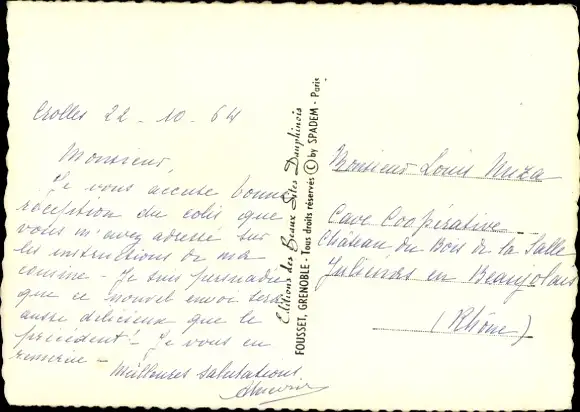 Crolles 22 - 10 . 64
Monsieur,
Je vous accuse bonne
réception du colis que
vous m'avez adressé sur
les instructions de ma
cousine - Je suis persuadée
que ce nouvel envoi sera
aussi délicieux que le
précédent! Je vous en
remercie -
Meilleures salutations
Editions des Beaux Sites Dauphinois
FOUSSET, GRENOBLE - Tous droits réservés © by SPADEM - Paris
Monsieur Louis
Cave Coopérative
Château du Bois de la Salle
Juliénas en Beaujolais
(Rhône)